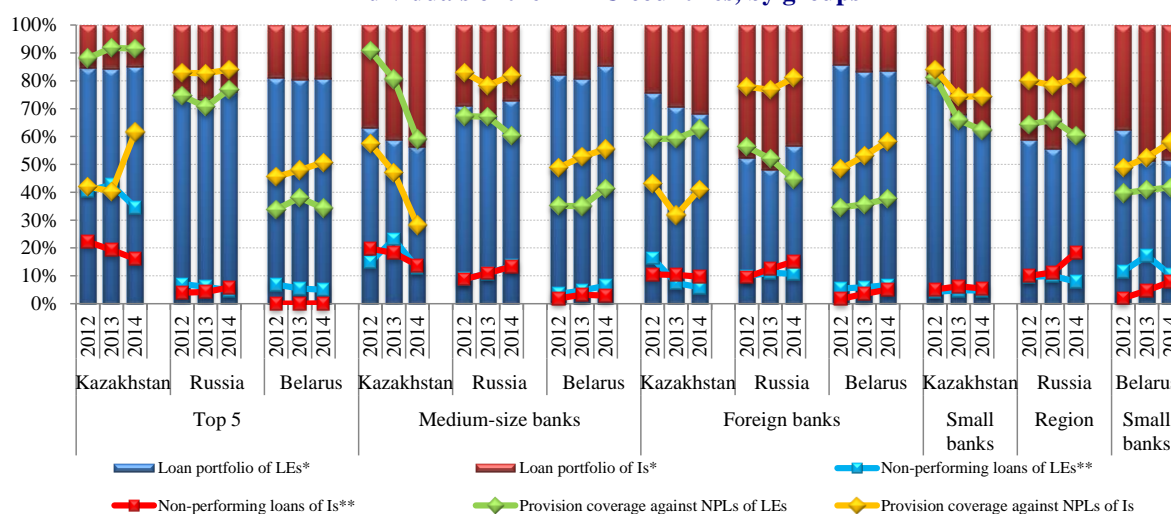 100%
90%
80%
70%
60%
50%
40%
30%
20%
10%
0%
2012 2013 2014 2012 2013 2014 2012 2013 2014 2012 2013 2014 2012 2013 2014 2012 2013 2014 2012 2013 2014 2012 2013 2014 2012 2013 2014 2012 2013 2014 2012 2013 2014 2012 2013 2014
Kazakhstan Russia Belarus Kazakhstan Russia Belarus Kazakhstan Russia Belarus Kazakhstan Russia Belarus
Top 5 Medium-size banks Foreign banks Small banks Region Small banks
Loan portfolio of LEs* Loan portfolio of Is* Non-performing loans of LEs**
Non-performing loans of Is** Provision coverage against NPLs of LEs Provision coverage against NPLs of Is